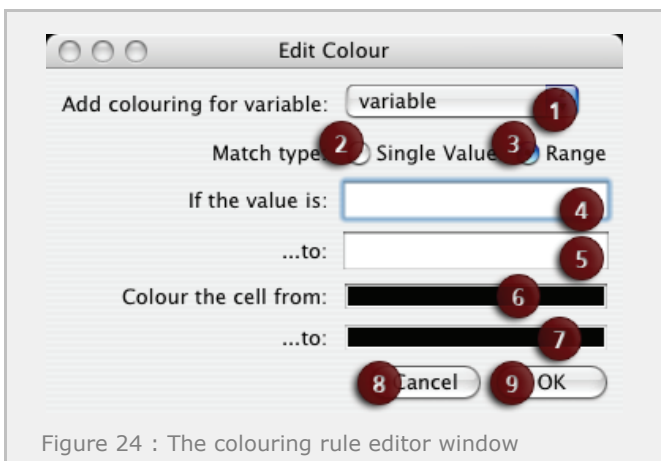 Edit Colour
Add colouring for variable: variable 1
Match type: 2 Single Value 3 Range
If the value is: 4
...to: 5
Colour the cell from: 6
...to: 7
8 Cancel 9 OK
Figure 24 : The colouring rule editor window